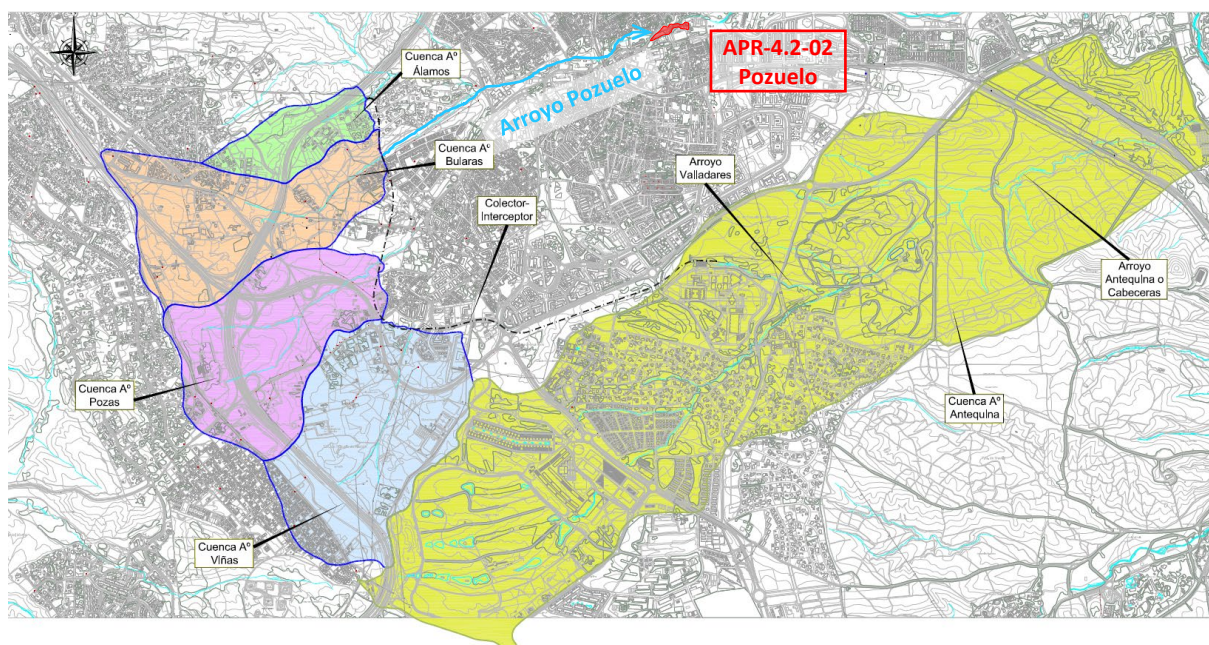 APR-4.2-02
Pozuelo
Cuenca Aº
Álamos
Arroyo Pozuelo
Cuenca Aº
Bularas
Arroyo
Valladares
Colector-
Interceptor
Arroyo
Antequina o
Cabeceras
Cuenca Aº
Pozas
Cuenca Aº
Antequina
Cuenca Aº
Viñas